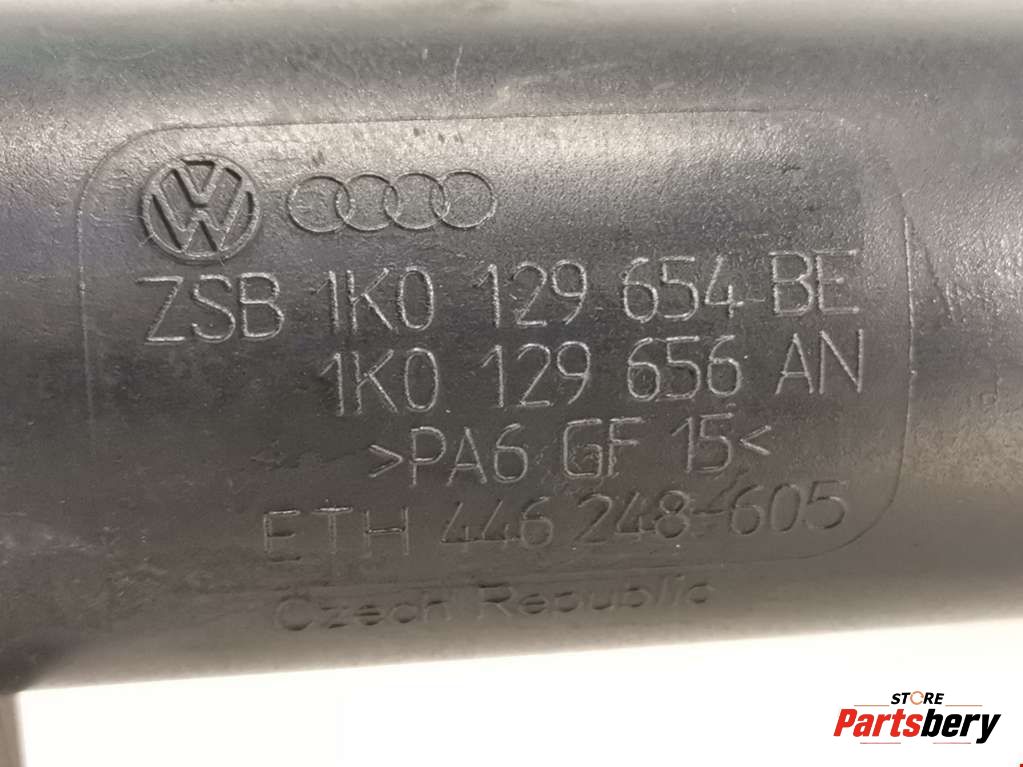 ZSB 1K0 129 654 BE
1K0 129 656 AN
>PA6 GF 15<
ETH 446 248-605
Czech Republic
STORE
Partsbery